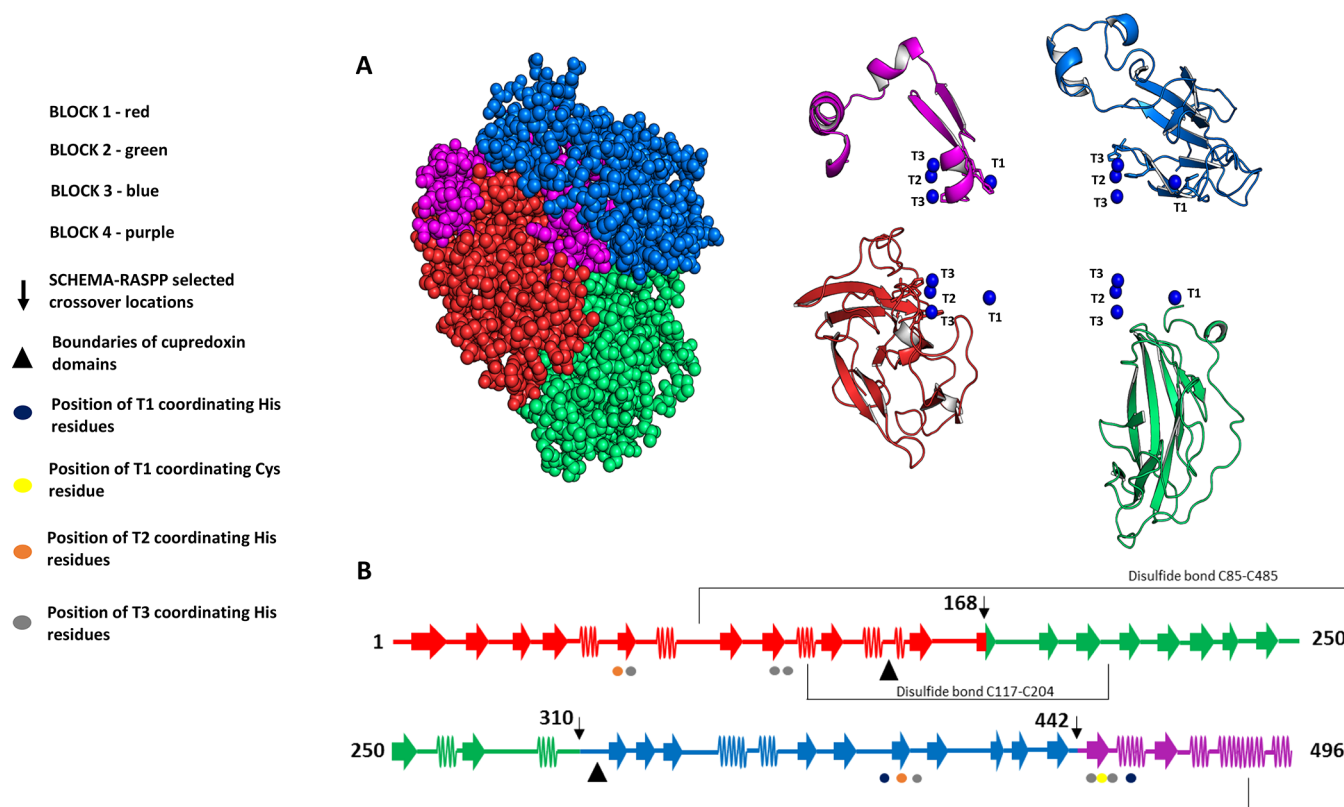 A
BLOCK 1 - red
BLOCK 2 - green
BLOCK 3 - blue
BLOCK 4 - purple
SCHEMA-RASPP selected
crossover locations
Boundaries of cupredoxin
domains
Position of T1 coordinating His
residues
Position of T1 coordinating Cys
residue
Position of T2 coordinating His
residues
Position of T3 coordinating His
residues
T3
T2
T3
T1
T3
T2
T3
T1
T3
T2
T3
T1
T3
T2
T3
T1
B
Disulfide bond C85-C485
168
1
250
Disulfide bond C117-C204
310
442
250
496